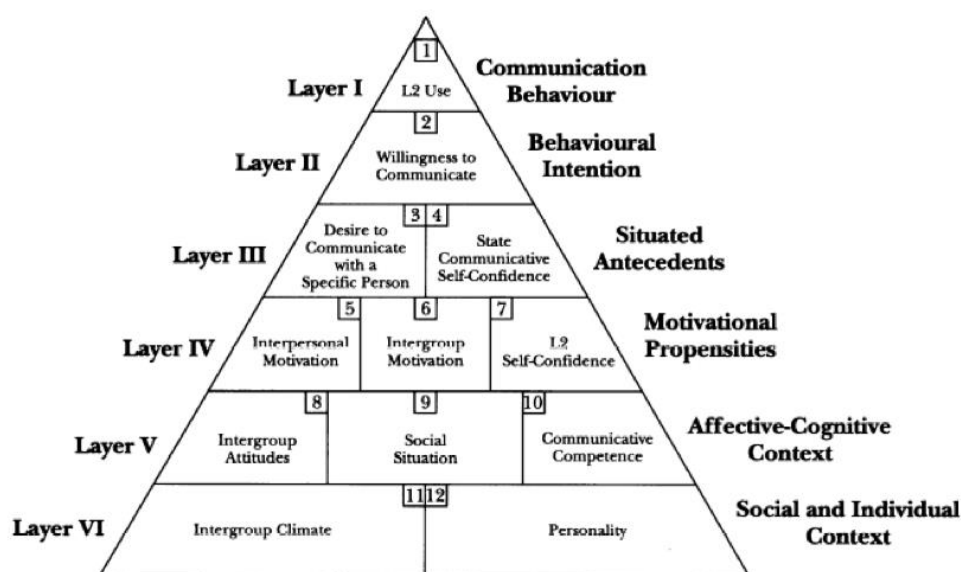 1
Layer I
L2 Use
Communication
Behaviour
2
Layer II
Willingness to
Communicate
Behavioural
Intention
3 4
Layer III
Desire to
Communicate
with a
Specific Person
State
Communicative
Self-Confidence
Situated
Antecedents
5 6 7
Layer IV
Interpersonal
Motivation
Intergroup
Motivation
L2
Self-Confidence
Motivational
Propensities
8 9 10
Layer V
Intergroup
Attitudes
Social
Situation
Communicative
Competence
Affective-Cognitive
Context
11 12
Layer VI
Intergroup Climate
Personality
Social and Individual
Context